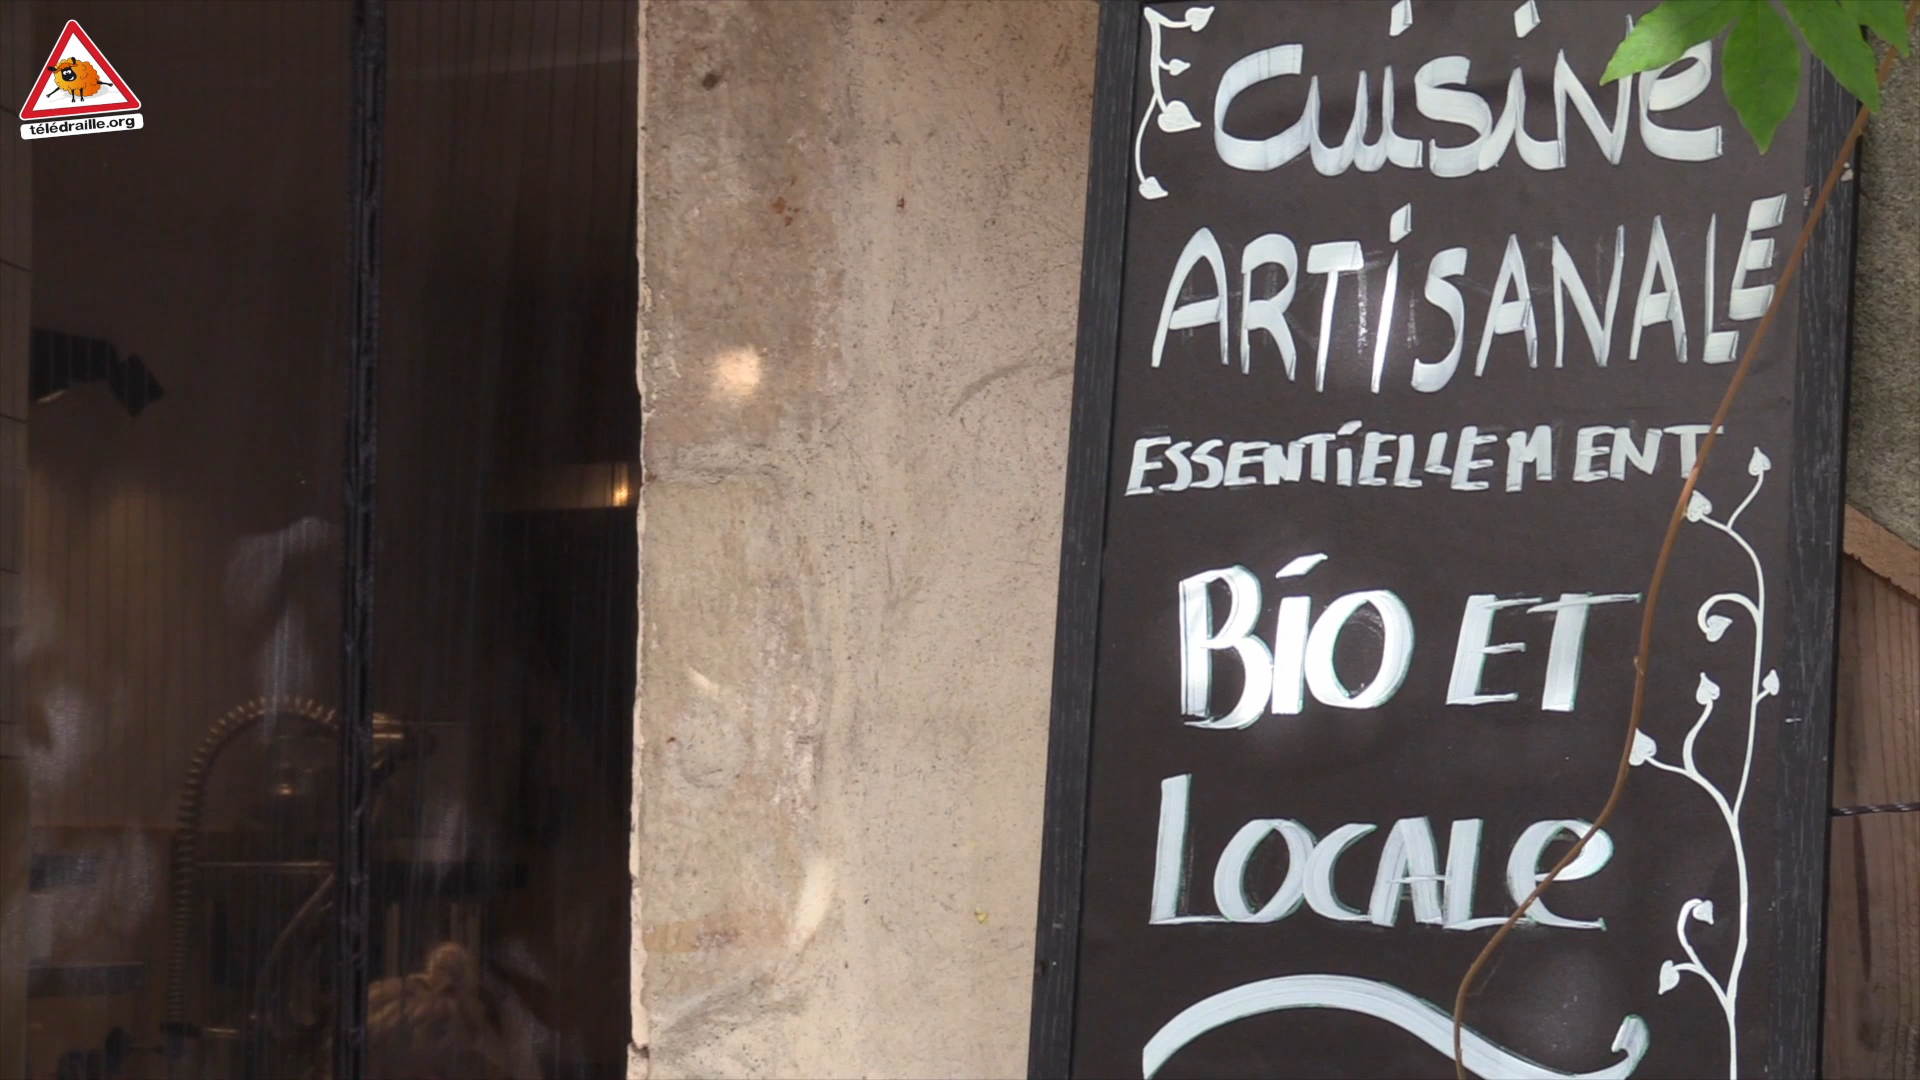 télédraille.org
Cuisine
ARTiSANALE
ESSENTiELLEMENT
Bio ET
LOCALe